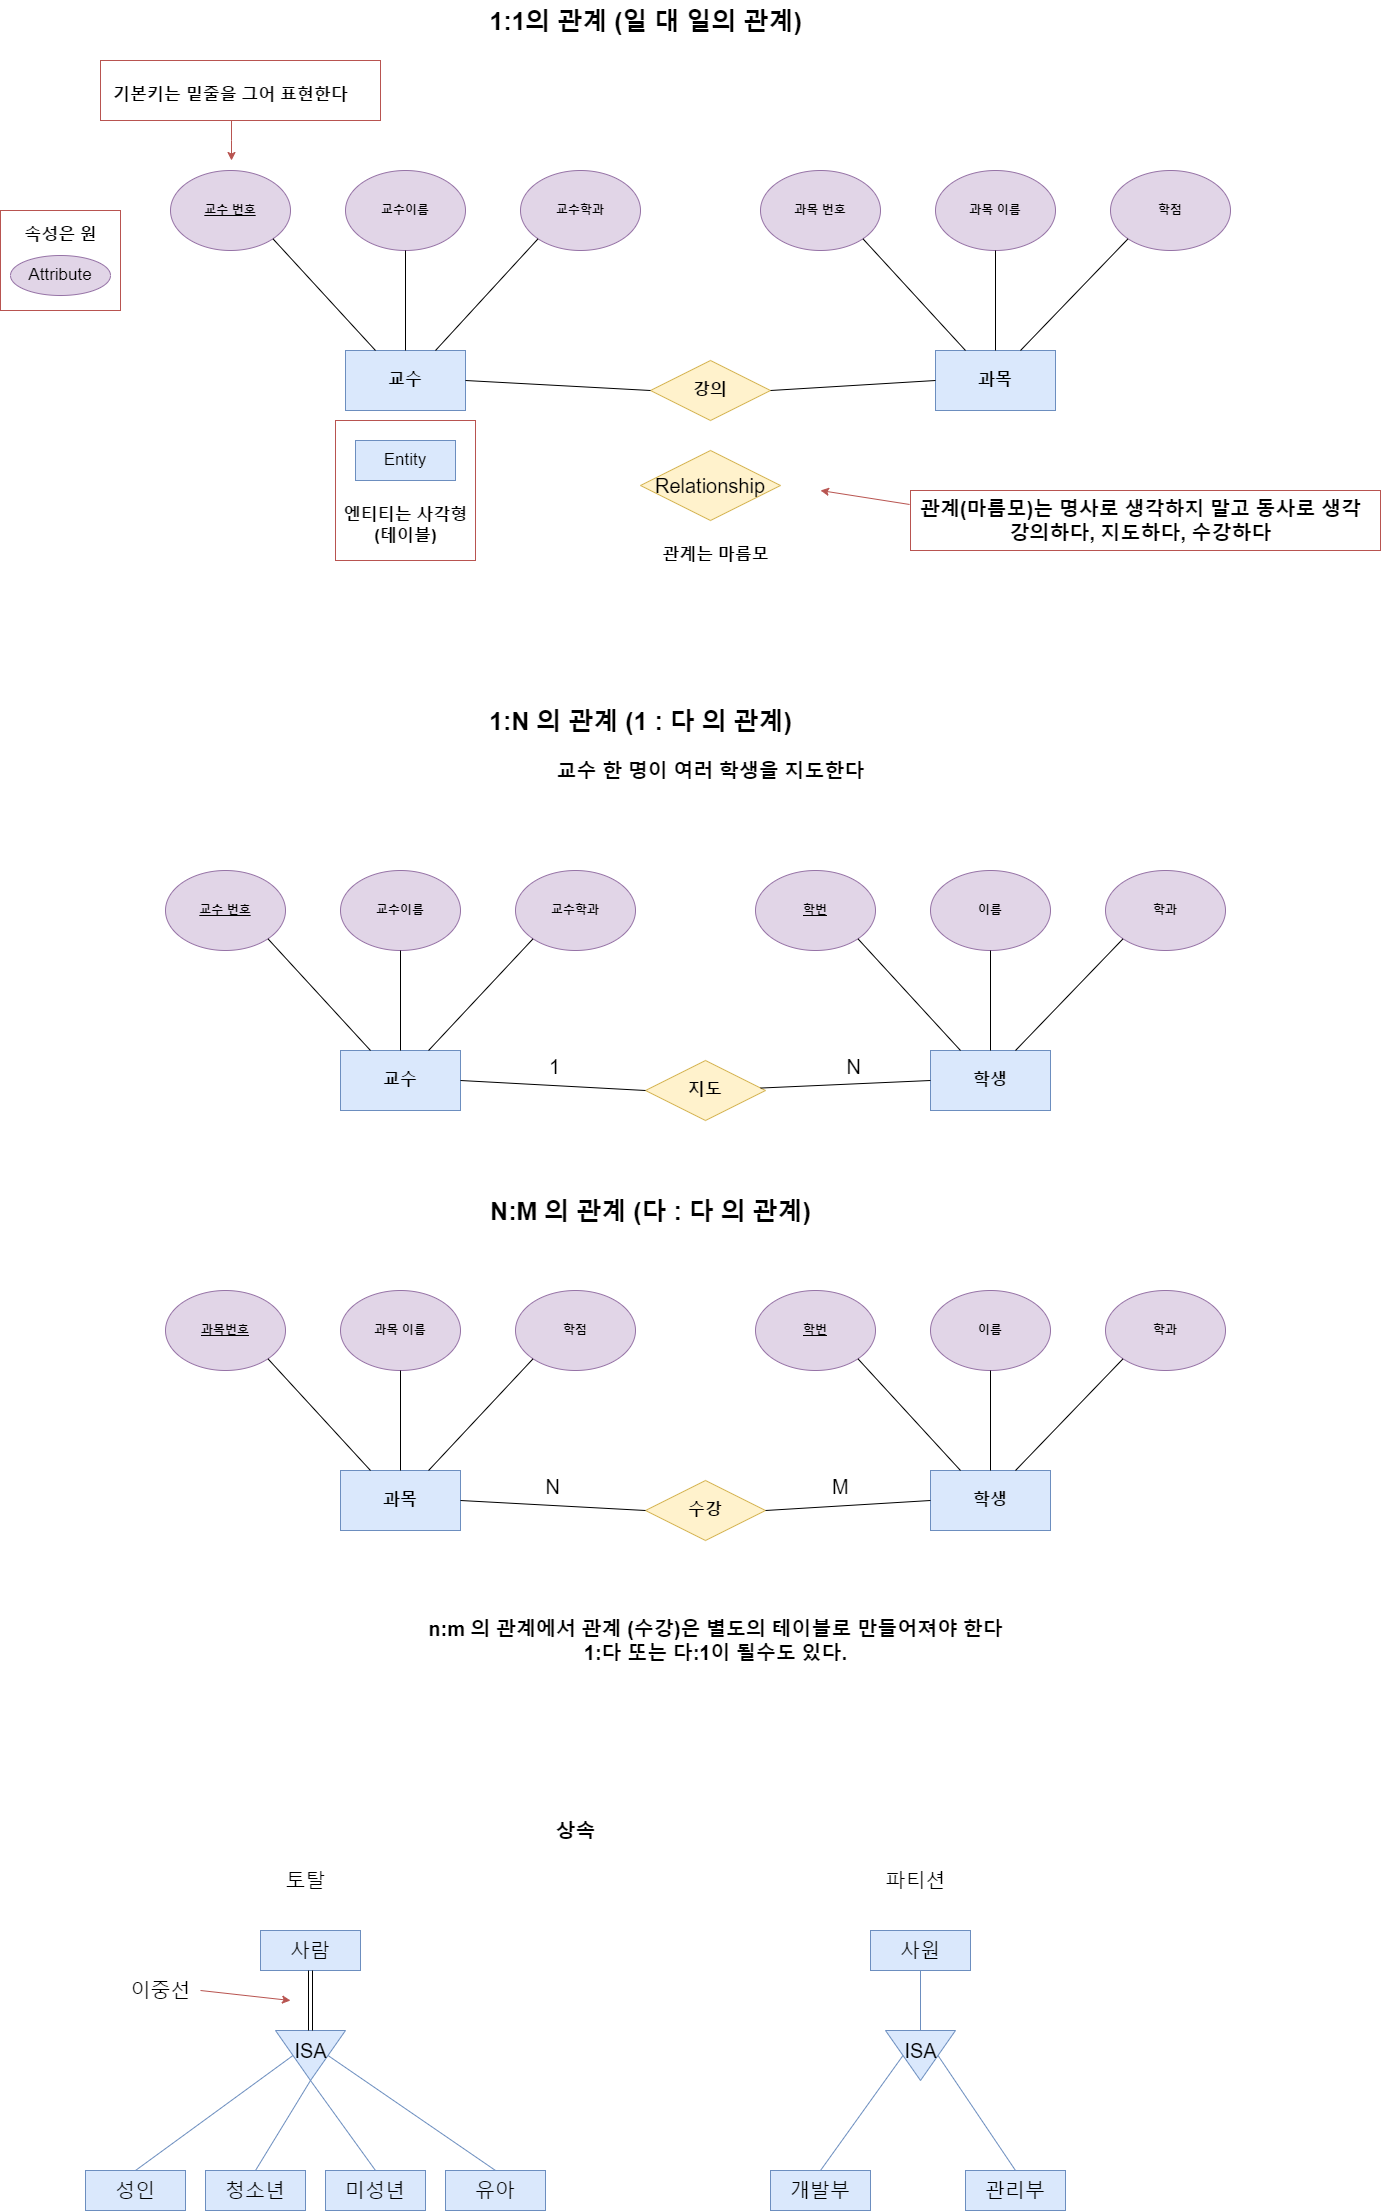 1:1의 관계 (일 대 일의 관계)
기본키는 밑줄을 그어 표현한다
교수 번호
교수이름
교수학과
과목 번호
과목 이름
학점
속성은 원
Attribute
교수
강의
과목
Entity
엔티티는 사각형
(테이블)
Relationship
관계는 마름모
관계(마름모)는 명사로 생각하지 말고 동사로 생각
강의하다, 지도하다, 수강하다
1:N 의 관계 (1 : 다 의 관계)
교수 한 명이 여러 학생을 지도한다
교수 번호
교수이름
교수학과
학번
이름
학과
교수
1
지도
N
학생
N:M 의 관계 (다 : 다 의 관계)
과목번호
과목 이름
학점
학번
이름
학과
과목
N
수강
M
학생
n:m 의 관계에서 관계 (수강)은 별도의 테이블로 만들어져야 한다
1:다 또는 다:1이 될수도 있다.
상속
토탈
파티션
사람
사원
이중선
ISA
ISA
성인
청소년
미성년
유아
개발부
관리부